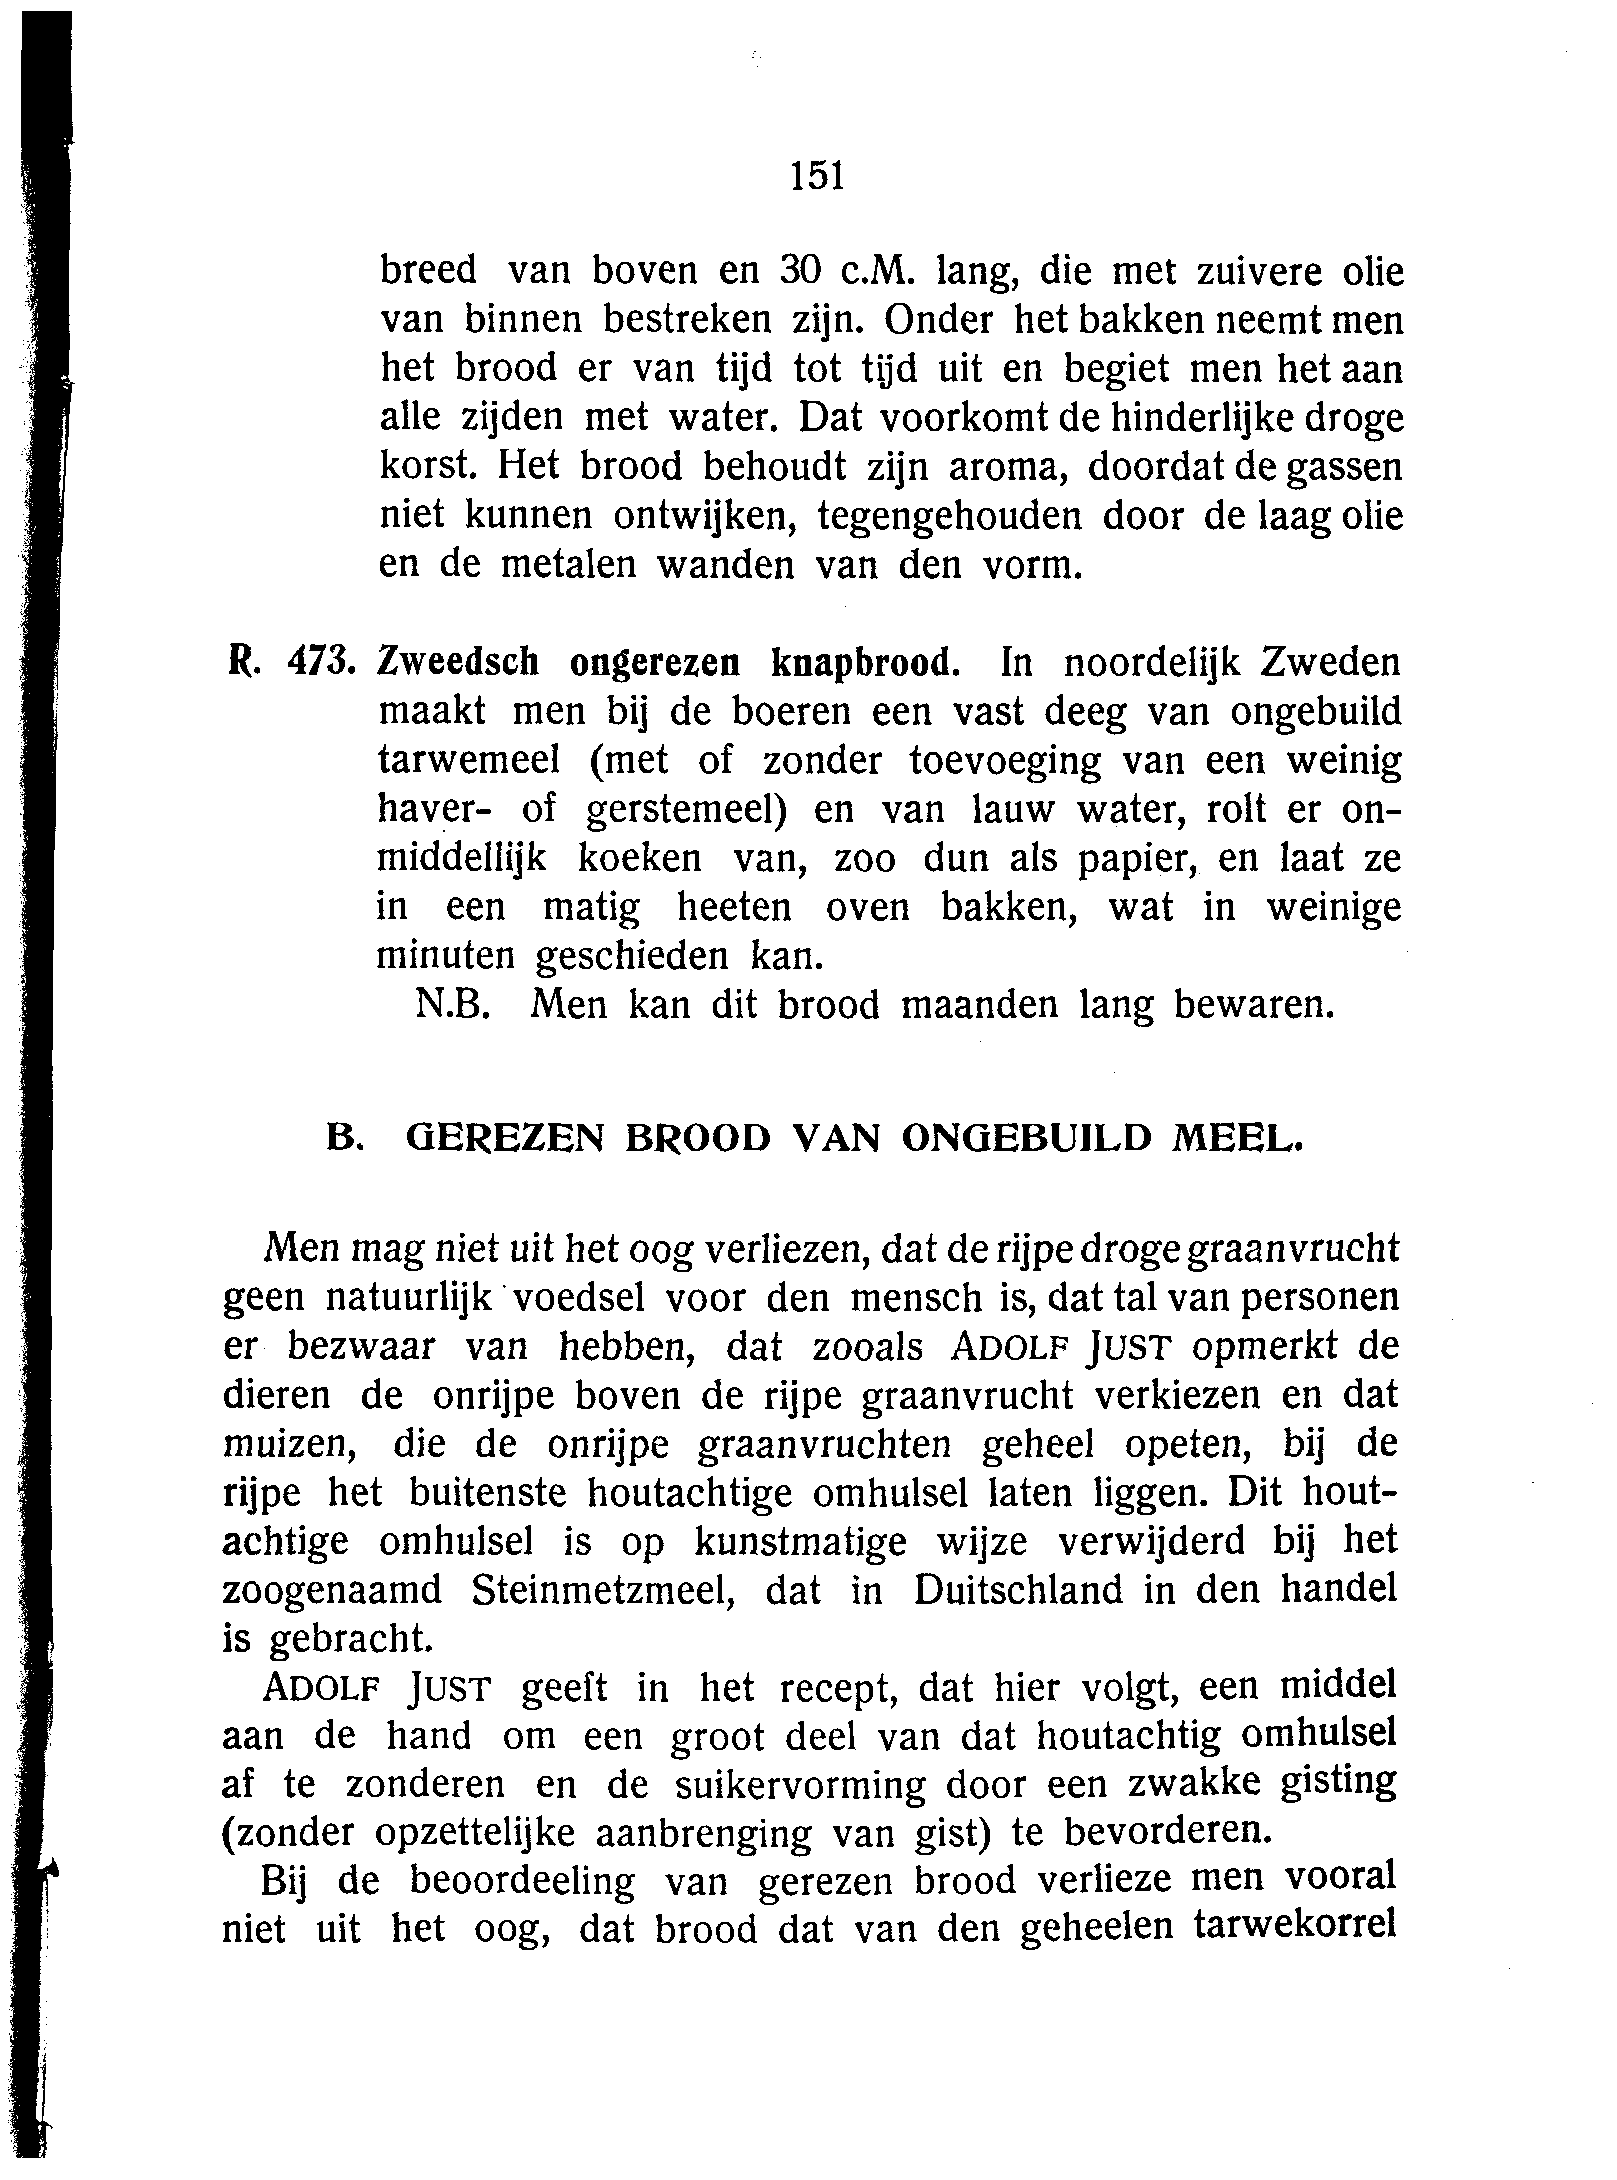 151
breed van boven en 30 c.M. lang, die met zuivere olie
van binnen bestreken zijn. Onder het bakken neemt men
het brood er van tijd tot tijd uit en begiet men het aan
alle zijden met water. Dat voorkomt de hinderlijke droge
korst. Het brood behoudt zijn aroma, doordat de gassen
niet kunnen ontwijken, tegengehouden door de laag olie
en de metalen wanden van den vorm.
R. 473. Zweedsch ongerezen knapbrood. In noordelijk Zweden
maakt men bij de boeren een vast deeg van ongebuild
tarwemeel (met of zonder toevoeging van een weinig
haver- of gerstemeel) en van lauw water, rolt er on-
middellijk koeken van, zoo dun als papier, en laat ze
in een matig heeten oven bakken, wat in weinige
minuten geschieden kan.
N.B. Men kan dit brood maanden lang bewaren.
B. GEREZEN BROOD VAN ONGEBUILD MEEL.
Men mag niet uit het oog verliezen, dat de rijpe droge graanvrucht
geen natuurlijk voedsel voor den mensch is, dat tal van personen
er bezwaar van hebben, dat zooals ADOLF JUST opmerkt de
dieren de onrijpe boven de rijpe graanvrucht verkiezen en dat
muizen, die de onrijpe graanvruchten geheel opeten, bij de
rijpe het buitenste houtachtige omhulsel laten liggen. Dit hout-
achtige omhulsel is op kunstmatige wijze verwijderd bij het
zoogenaamd Steinmetzmeel, dat in Duitschland in den handel
is gebracht.
ADOLF JUST geeft in het recept, dat hier volgt, een middel
aan de hand om een groot deel van dat houtachtig omhulsel
af te zonderen en de suikervorming door een zwakke gisting
(zonder opzettelijke aanbrenging van gist) te bevorderen.
Bij de beoordeeling van gerezen brood verlieze men vooral
niet uit het oog, dat brood dat van den geheelen tarwekorrel